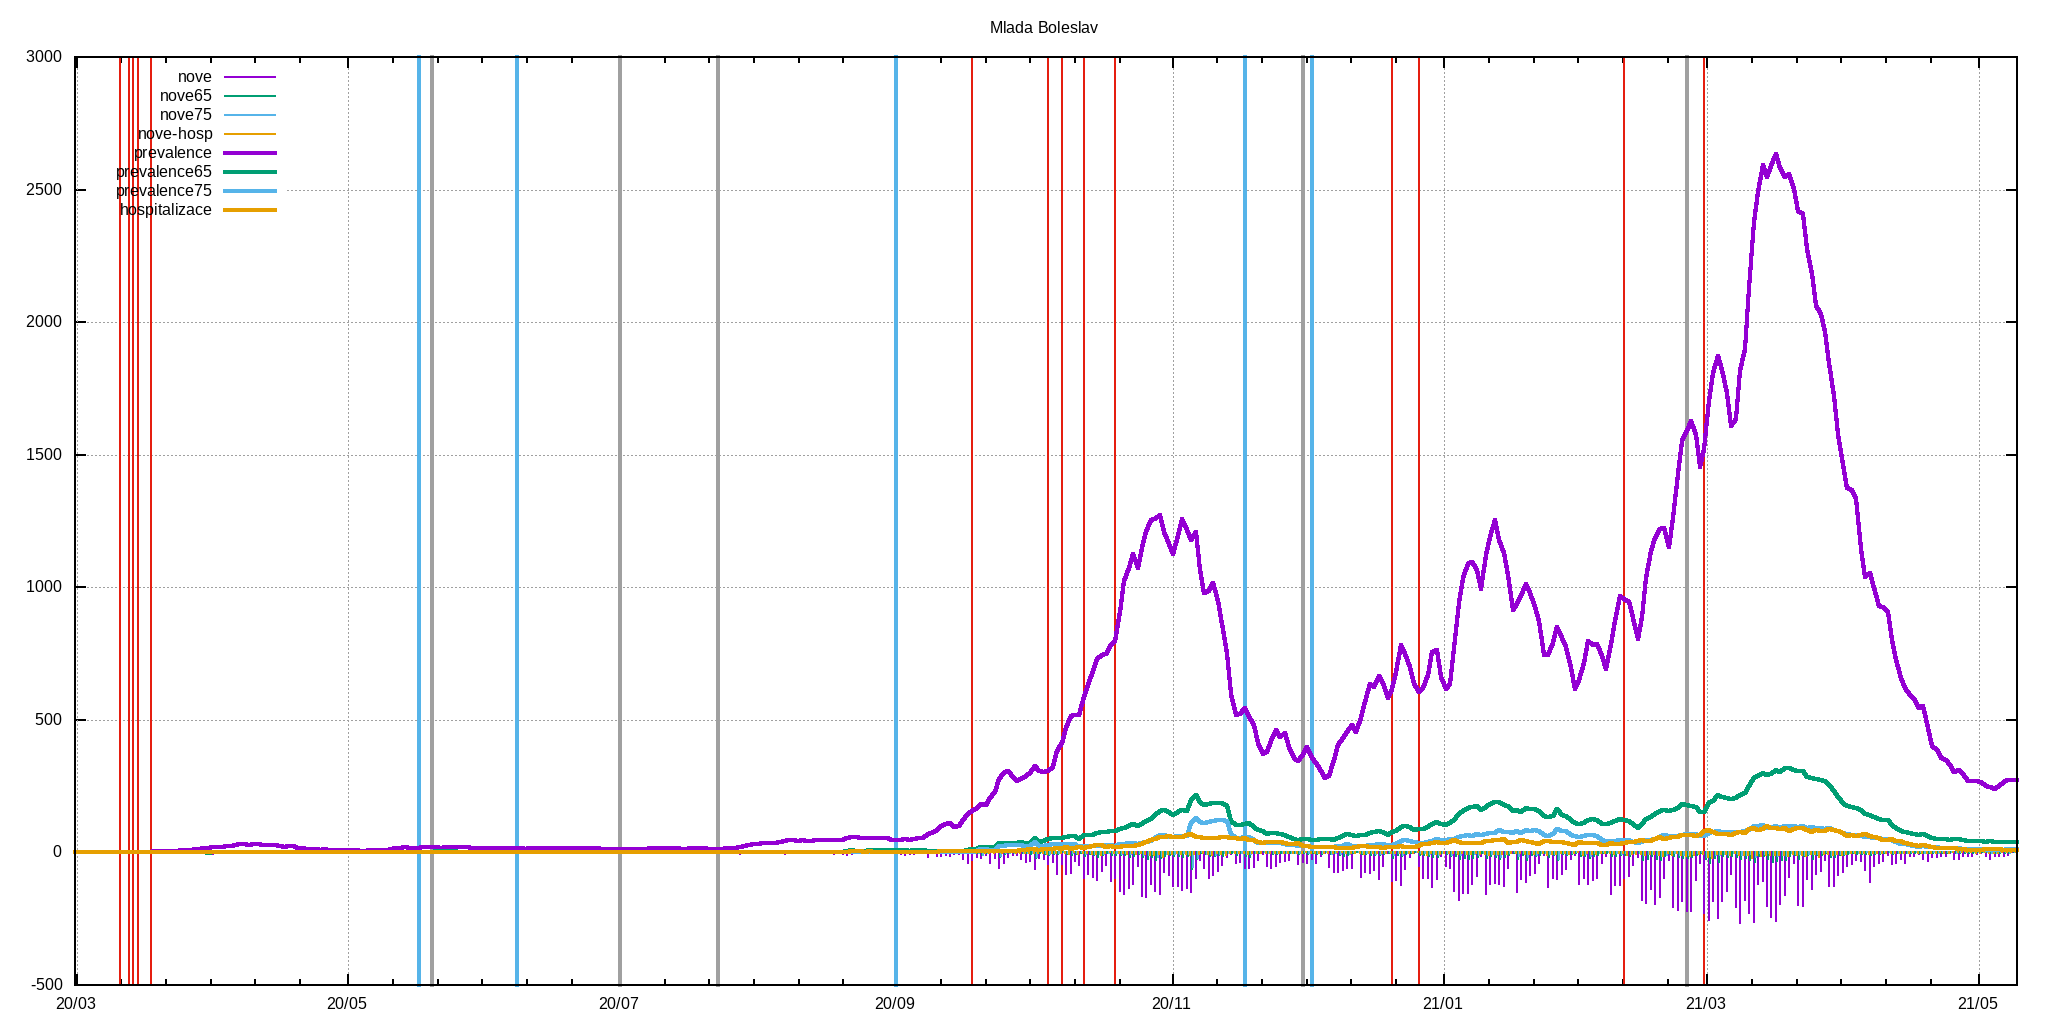 Mlada Boleslav
3000
2500
2000
1500
1000
500
0
-500
nove
nove65
nove75
nove-hosp
prevalence
prevalence65
prevalence75
hospitalizace
20/03 20/05 20/07 20/09 20/11 21/01 21/03 21/05